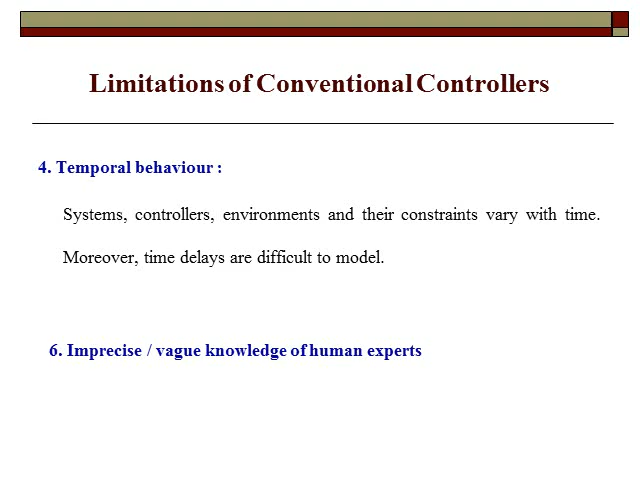 Limitations of Conventional Controllers
4. Temporal behaviour :
Systems, controllers, environments and their constraints vary with time.
Moreover, time delays are difficult to model.
6. Imprecise / vague knowledge of human experts